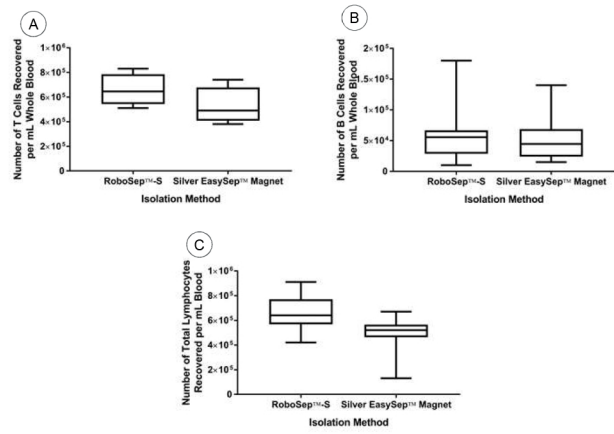 A
Number of T Cells Recovered
per mL Whole Blood
1×10⁶
8×10⁵
6×10⁵
4×10⁵
2×10⁵
0
RoboSep™-S
Silver EasySep™ Magnet
Isolation Method
B
Number of B Cells Recovered
per mL Whole Blood
2×10⁵
1×10⁵
5×10⁴
0
RoboSep™-S
Silver EasySep™ Magnet
Isolation Method
C
Number of Total Lymphocytes
Recovered per mL Blood
1×10⁶
8×10⁵
6×10⁵
4×10⁵
2×10⁵
0
RoboSep™-S
Silver EasySep™ Magnet
Isolation Method